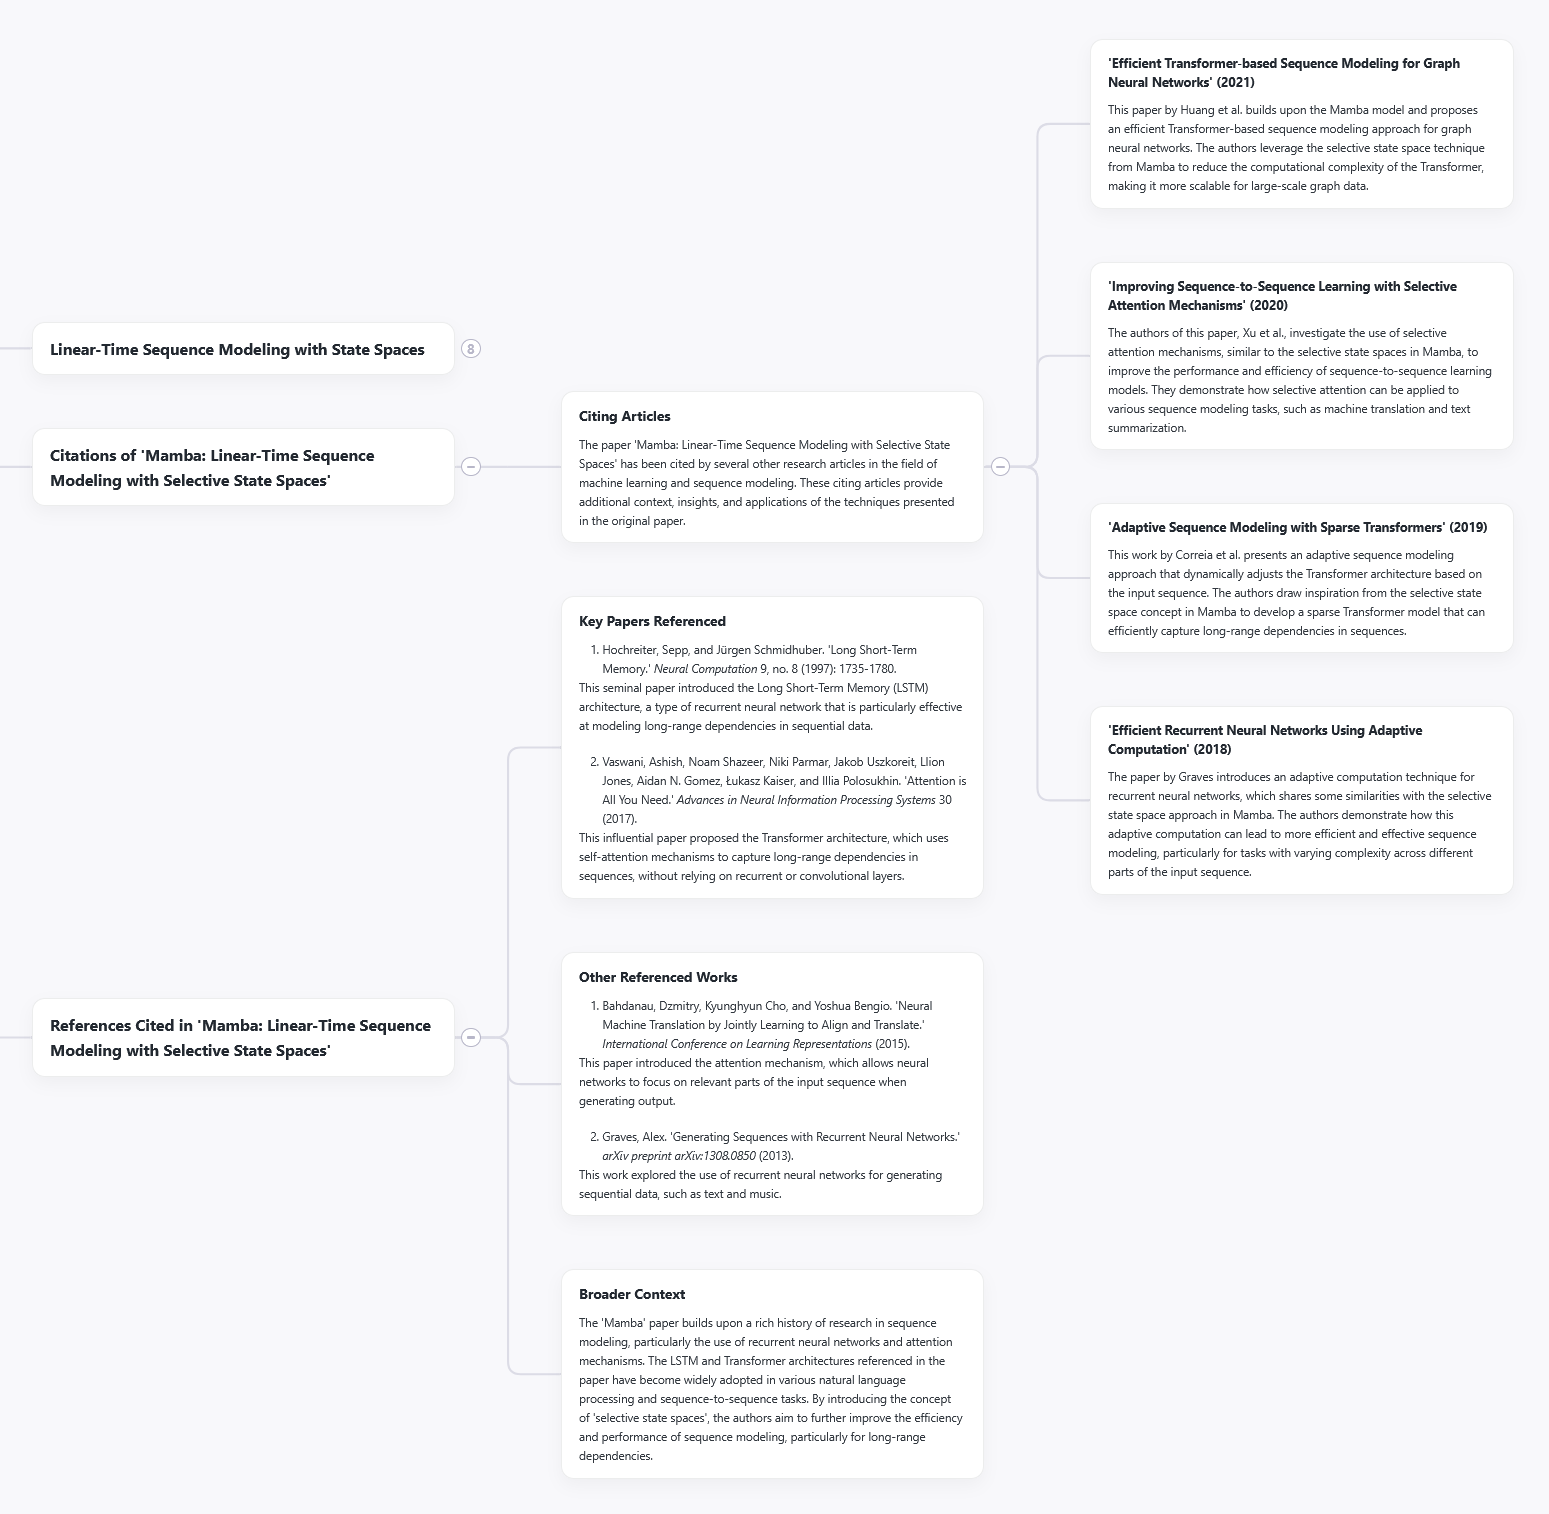 Linear-Time Sequence Modeling with State Spaces
8
Citations of 'Mamba: Linear-Time Sequence
Modeling with Selective State Spaces'
Citing Articles
The paper 'Mamba: Linear-Time Sequence Modeling with Selective State
Spaces' has been cited by several other research articles in the field of
machine learning and sequence modeling. These citing articles provide
additional context, insights, and applications of the techniques presented
in the original paper.
'Efficient Transformer-based Sequence Modeling for Graph
Neural Networks' (2021)
This paper by Huang et al. builds upon the Mamba model and proposes
an efficient Transformer-based sequence modeling approach for graph
neural networks. The authors leverage the selective state space technique
from Mamba to reduce the computational complexity of the Transformer,
making it more scalable for large-scale graph data.
'Improving Sequence-to-Sequence Learning with Selective
Attention Mechanisms' (2020)
The authors of this paper, Xu et al., investigate the use of selective
attention mechanisms, similar to the selective state spaces in Mamba, to
improve the performance and efficiency of sequence-to-sequence learning
models. They demonstrate how selective attention can be applied to
various sequence modeling tasks, such as machine translation and text
summarization.
'Adaptive Sequence Modeling with Sparse Transformers' (2019)
This work by Correia et al. presents an adaptive sequence modeling
approach that dynamically adjusts the Transformer architecture based on
the input sequence. The authors draw inspiration from the selective state
space concept in Mamba to develop a sparse Transformer model that can
efficiently capture long-range dependencies in sequences.
'Efficient Recurrent Neural Networks Using Adaptive
Computation' (2018)
The paper by Graves introduces an adaptive computation technique for
recurrent neural networks, which shares some similarities with the selective
state space approach in Mamba. The authors demonstrate how this
adaptive computation can lead to more efficient and effective sequence
modeling, particularly for tasks with varying complexity across different
parts of the input sequence.
References Cited in 'Mamba: Linear-Time Sequence
Modeling with Selective State Spaces'
Key Papers Referenced
1. Hochreiter, Sepp, and Jürgen Schmidhuber. 'Long Short-Term
Memory.' Neural Computation 9, no. 8 (1997): 1735-1780.
This seminal paper introduced the Long Short-Term Memory (LSTM)
architecture, a type of recurrent neural network that is particularly effective
at modeling long-range dependencies in sequential data.
2. Vaswani, Ashish, Noam Shazeer, Niki Parmar, Jakob Uszkoreit, Llion
Jones, Aidan N. Gomez, Łukasz Kaiser, and Illia Polosukhin. 'Attention is
All You Need.' Advances in Neural Information Processing Systems 30
(2017).
This influential paper proposed the Transformer architecture, which uses
self-attention mechanisms to capture long-range dependencies in
sequences, without relying on recurrent or convolutional layers.
Other Referenced Works
1. Bahdanau, Dzmitry, Kyunghyun Cho, and Yoshua Bengio. 'Neural
Machine Translation by Jointly Learning to Align and Translate.'
International Conference on Learning Representations (2015).
This paper introduced the attention mechanism, which allows neural
networks to focus on relevant parts of the input sequence when
generating output.
2. Graves, Alex. 'Generating Sequences with Recurrent Neural Networks.'
arXiv preprint arXiv:1308.0850 (2013).
This work explored the use of recurrent neural networks for generating
sequential data, such as text and music.
Broader Context
The 'Mamba' paper builds upon a rich history of research in sequence
modeling, particularly the use of recurrent neural networks and attention
mechanisms. The LSTM and Transformer architectures referenced in the
paper have become widely adopted in various natural language
processing and sequence-to-sequence tasks. By introducing the concept
of 'selective state spaces', the authors aim to further improve the efficiency
and performance of sequence modeling, particularly for long-range
dependencies.